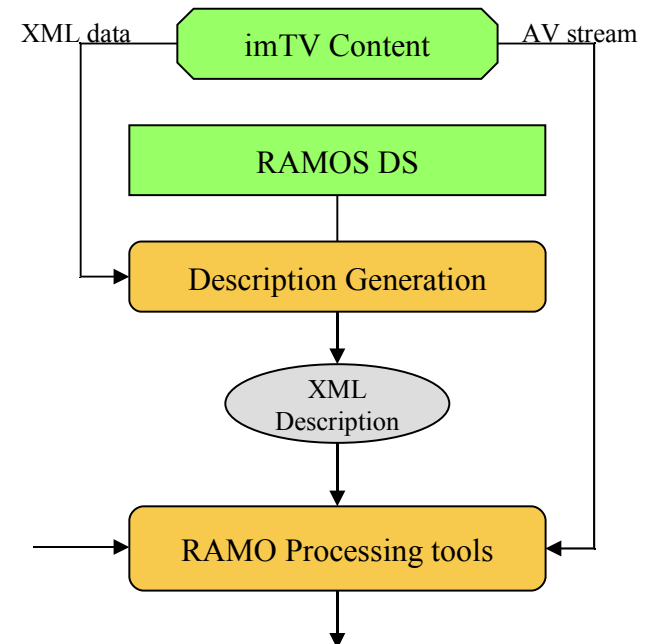 XML data
imTV Content
AV stream
RAMOS DS
Description Generation
XML
Description
RAMO Processing tools